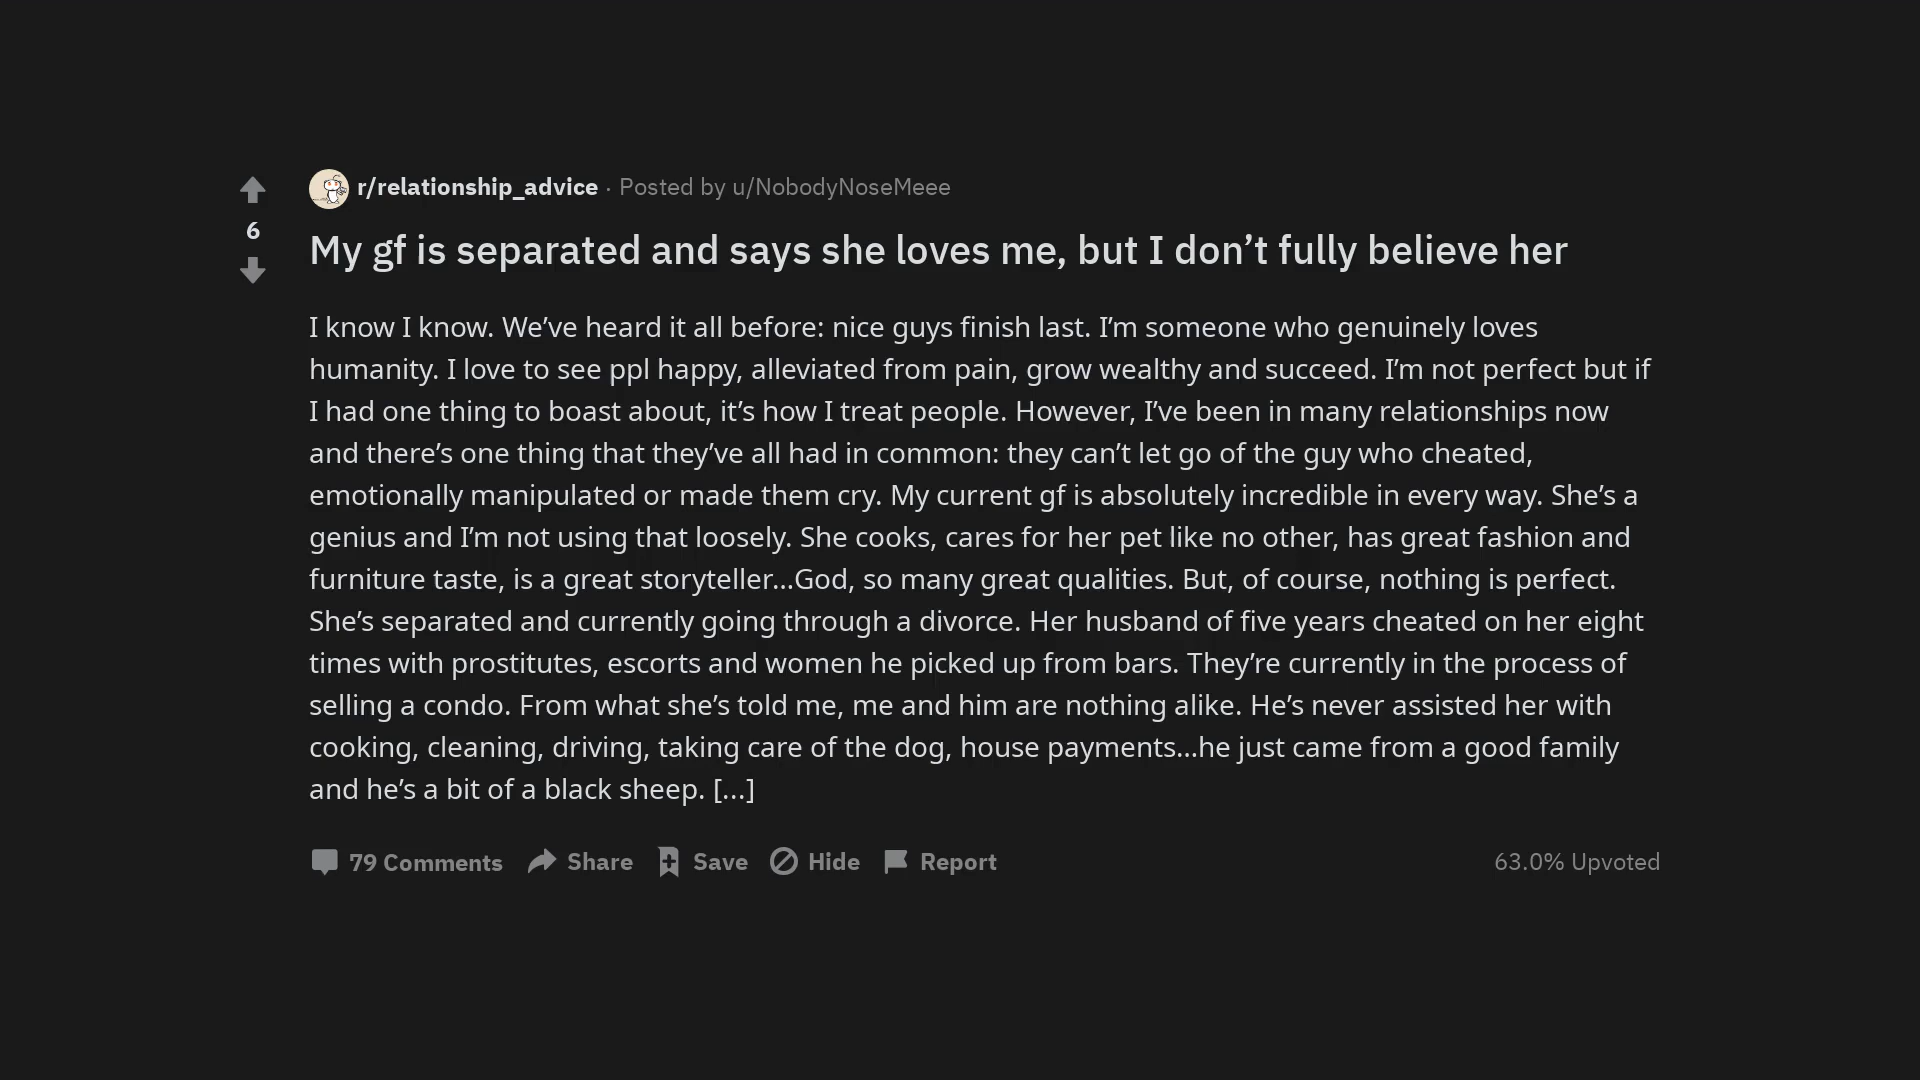 r/relationship_advice · Posted by u/NobodyNoseMeee
6
My gf is separated and says she loves me, but I don’t fully believe her
I know I know. We’ve heard it all before: nice guys finish last. I’m someone who genuinely loves
humanity. I love to see ppl happy, alleviated from pain, grow wealthy and succeed. I’m not perfect but if
I had one thing to boast about, it’s how I treat people. However, I’ve been in many relationships now
and there’s one thing that they’ve all had in common: they can’t let go of the guy who cheated,
emotionally manipulated or made them cry. My current gf is absolutely incredible in every way. She’s a
genius and I’m not using that loosely. She cooks, cares for her pet like no other, has great fashion and
furniture taste, is a great storyteller...God, so many great qualities. But, of course, nothing is perfect.
She’s separated and currently going through a divorce. Her husband of five years cheated on her eight
times with prostitutes, escorts and women he picked up from bars. They’re currently in the process of
selling a condo. From what she’s told me, me and him are nothing alike. He’s never assisted her with
cooking, cleaning, driving, taking care of the dog, house payments...he just came from a good family
and he’s a bit of a black sheep. [...]
79 Comments Share Save Hide Report 63.0% Upvoted